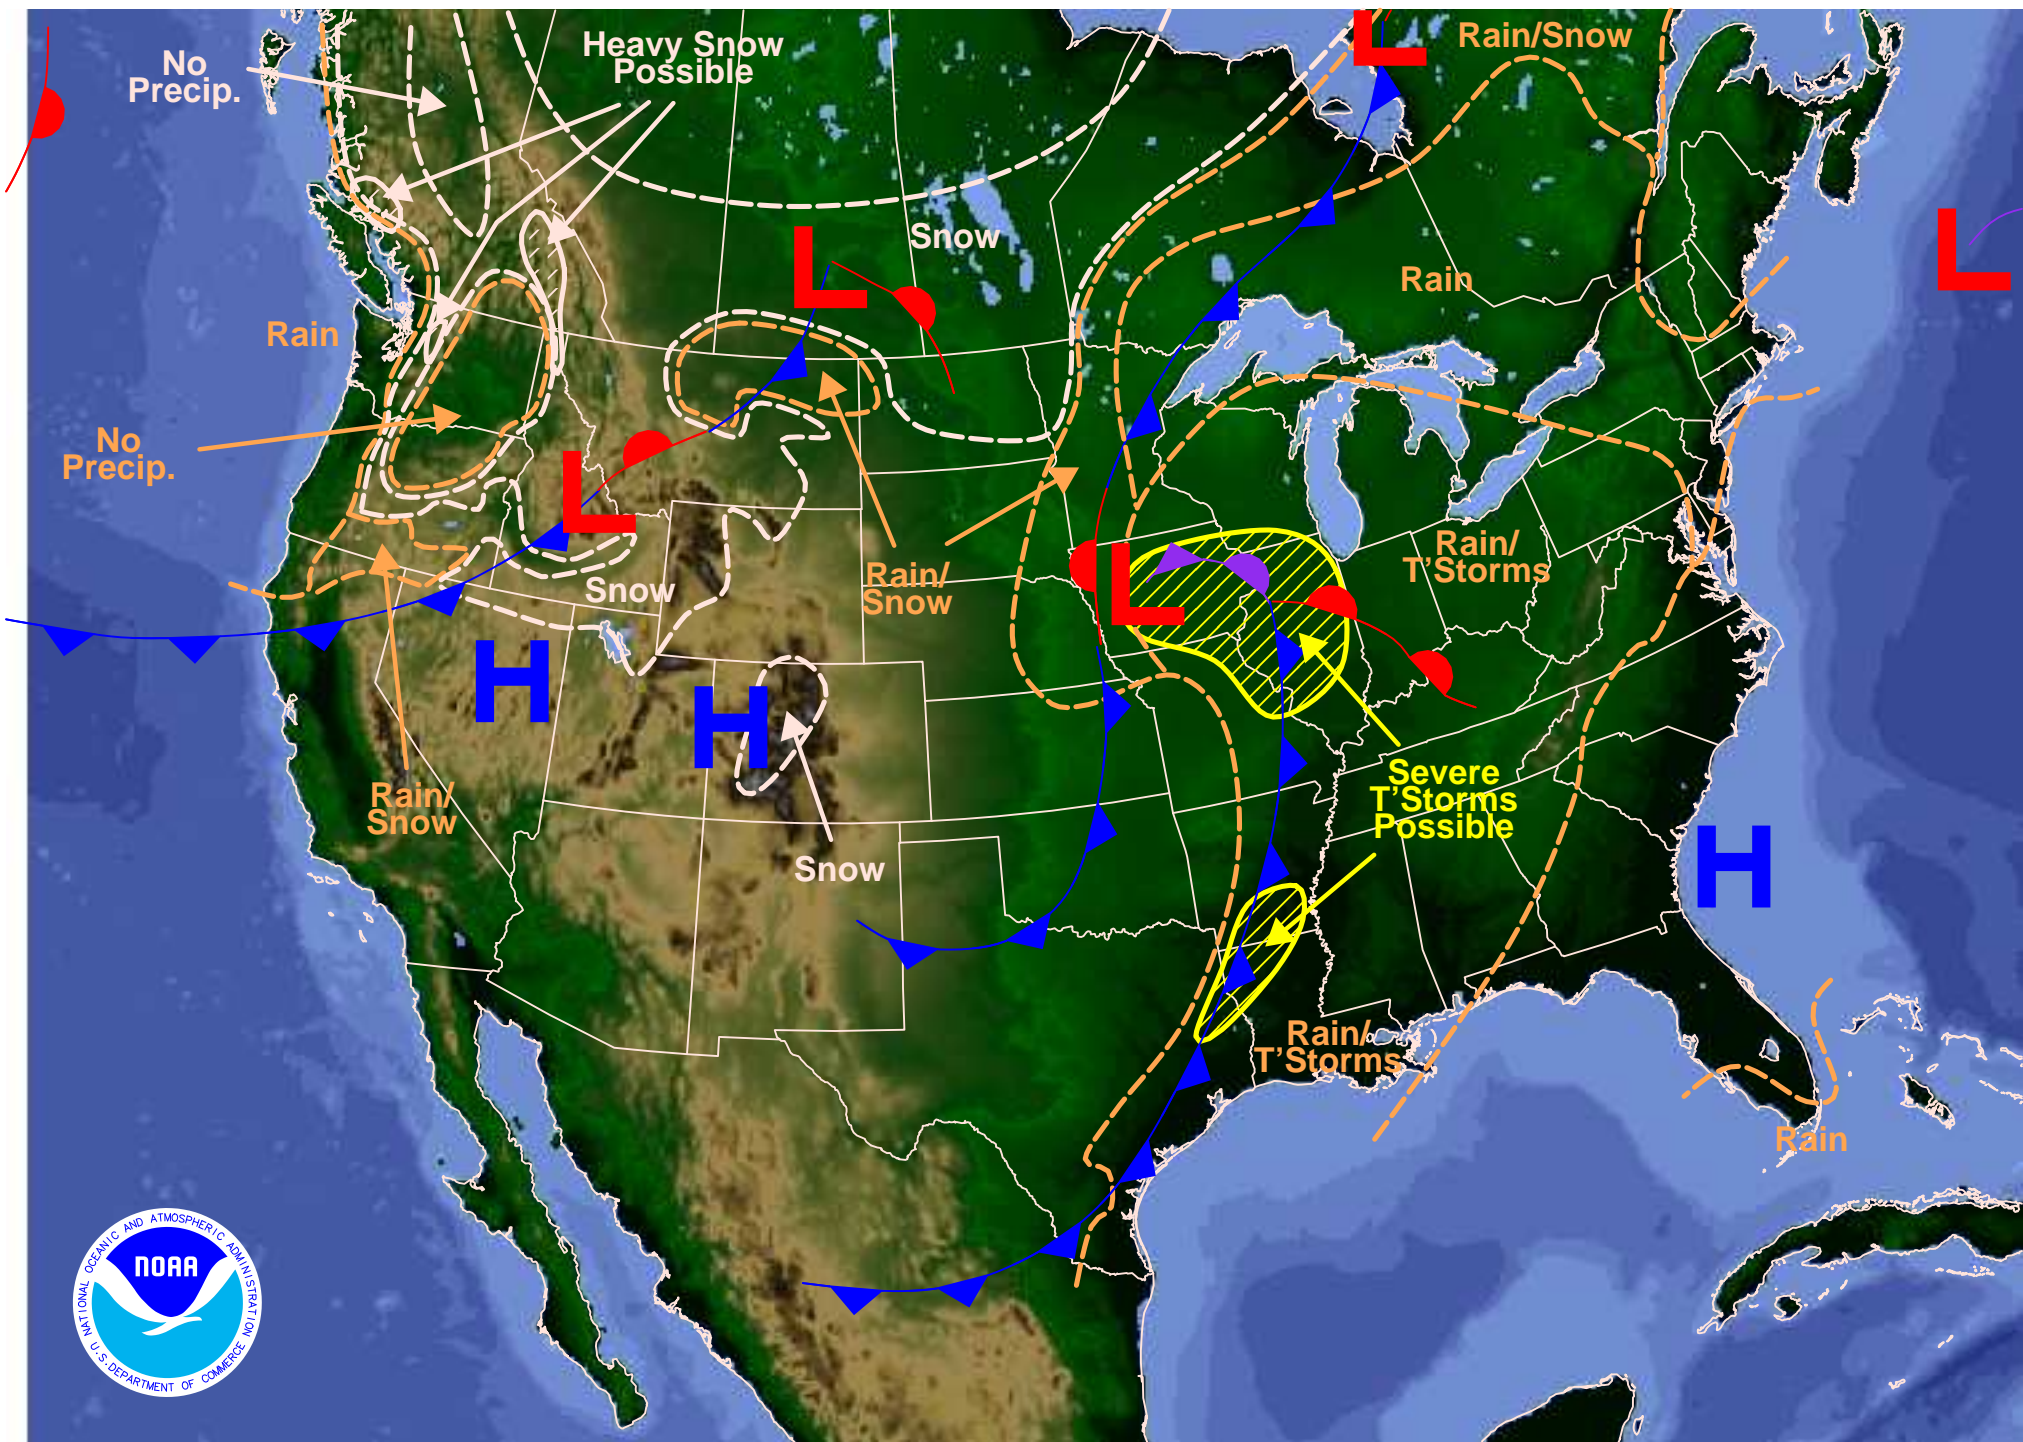 No
Precip.
Heavy Snow
Possible
Rain/Snow
L
L
Snow
L
Rain
Rain
No
Precip.
L
L
Rain/
Snow
Snow
Rain/
T'Storms
H
H
Rain/
Snow
Snow
Severe
T'Storms
Possible
H
Rain/
T'Storms
Rain
NATIONAL OCEANIC AND ATMOSPHERIC ADMINISTRATION
NOAA
U.S. DEPARTMENT OF COMMERCE